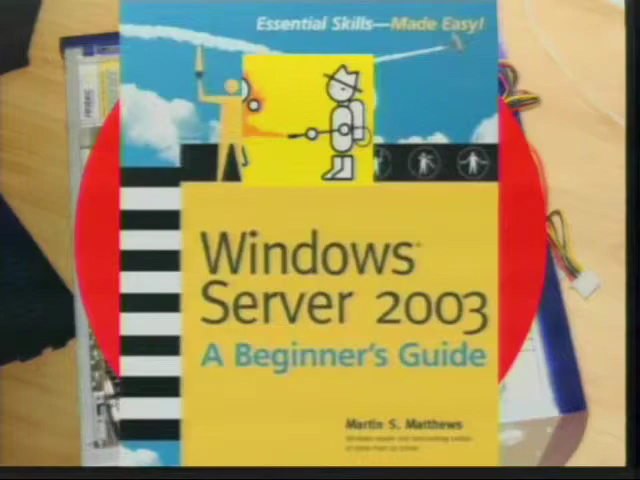 Essential Skills—Made Easy!
Windows
Server 2003
A Beginner's Guide
Martin S. Matthews